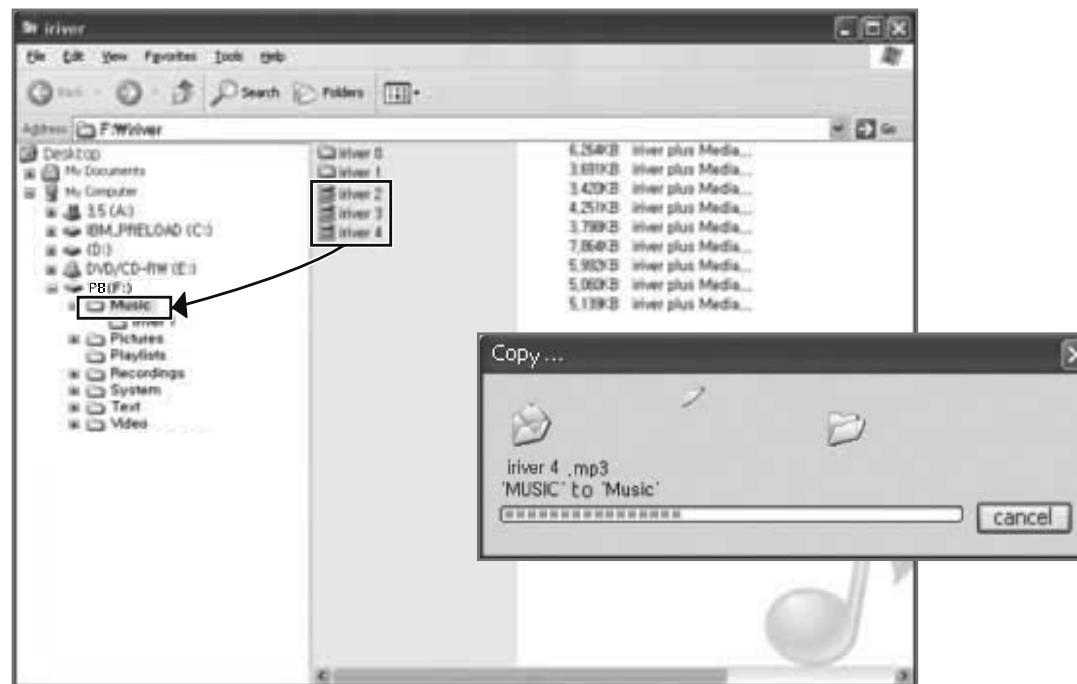 iriver
File Edit View Favorites Tools Help
Back Search Folders
Address F:\iriver Go
Desktop
My Documents
My Computer
3.5 (A:)
IBM_PRELOAD (C:)
(D:)
DVD/CD-RW (E:)
P8(F:)
Music
iriver 1
Pictures
Playlists
Recordings
System
Text
Video
iriver 0
iriver 1
iriver 2
iriver 3
iriver 4
6,264KB iriver plus Media...
3,691KB iriver plus Media...
3,420KB iriver plus Media...
4,251KB iriver plus Media...
3,798KB iriver plus Media...
7,864KB iriver plus Media...
5,992KB iriver plus Media...
5,060KB iriver plus Media...
5,139KB iriver plus Media...
Copy...
iriver 4 .mp3
'MUSIC' to 'Music'
cancel